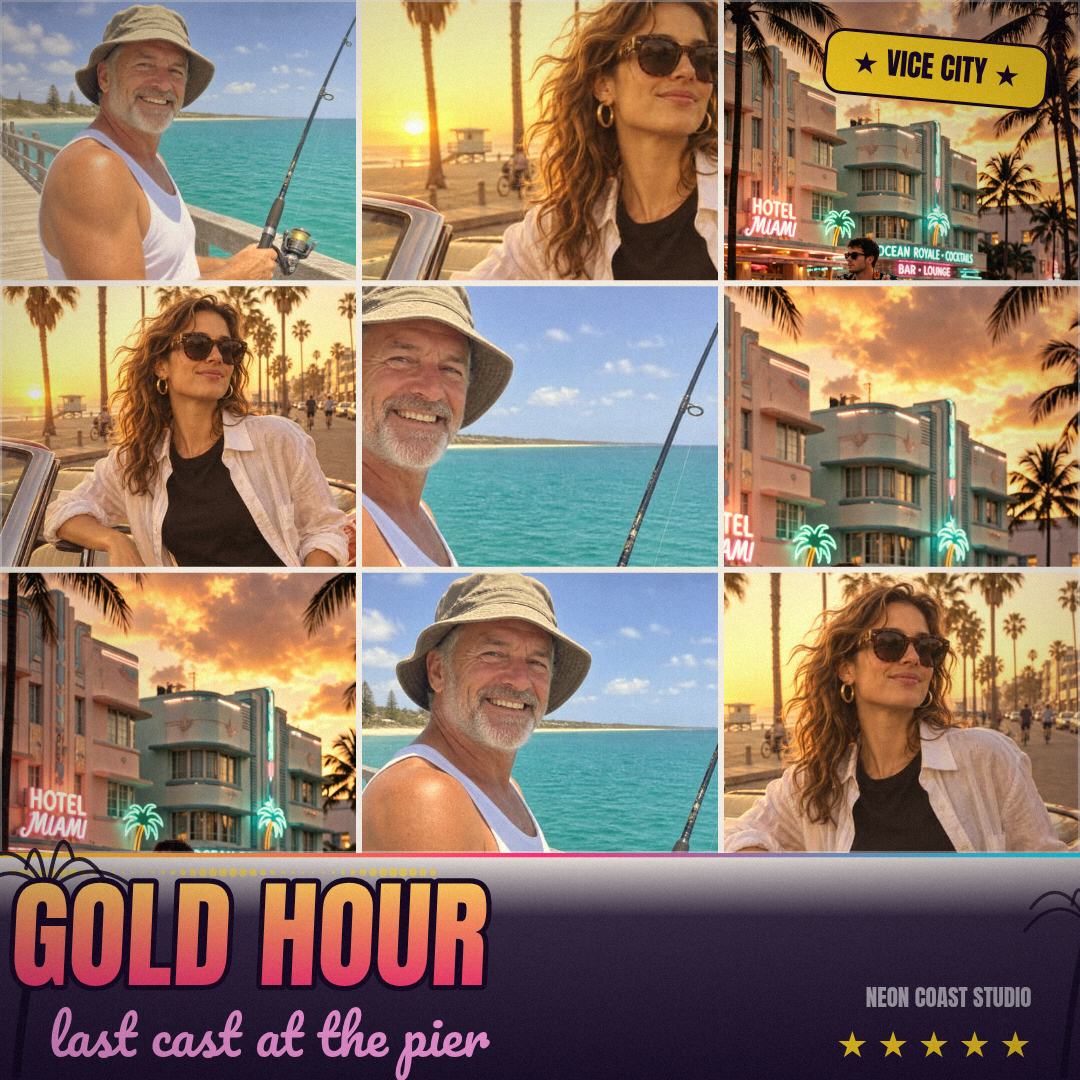 ★ VICE CITY ★
HOTEL
MIAMI
OCEAN ROYALE • COCKTAILS
BAR • LOUNGE
TEL
AMI
HOTEL
MIAMI
GOLD HOUR
last cast at the pier
NEON COAST STUDIO
★ ★ ★ ★ ★